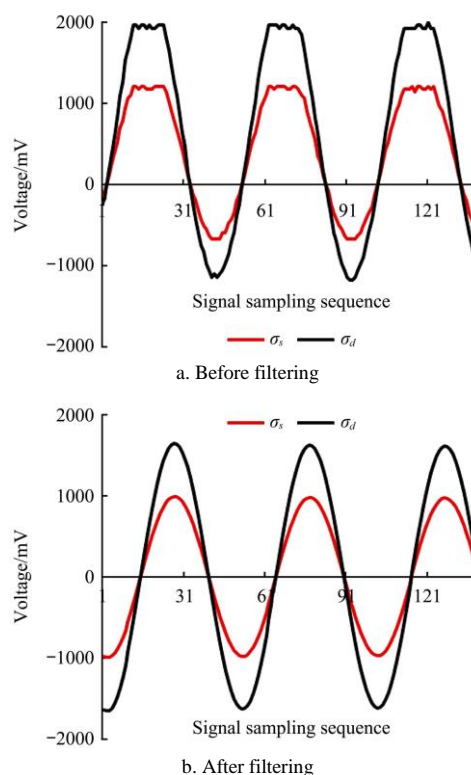 2000
1000
0
-1000
-2000
Voltage/mV
1 31 61 91 121
Signal sampling sequence
σs σd
a. Before filtering
σs σd
2000
1000
0
-1000
-2000
Voltage/mV
1 31 61 91 121
Signal sampling sequence
b. After filtering